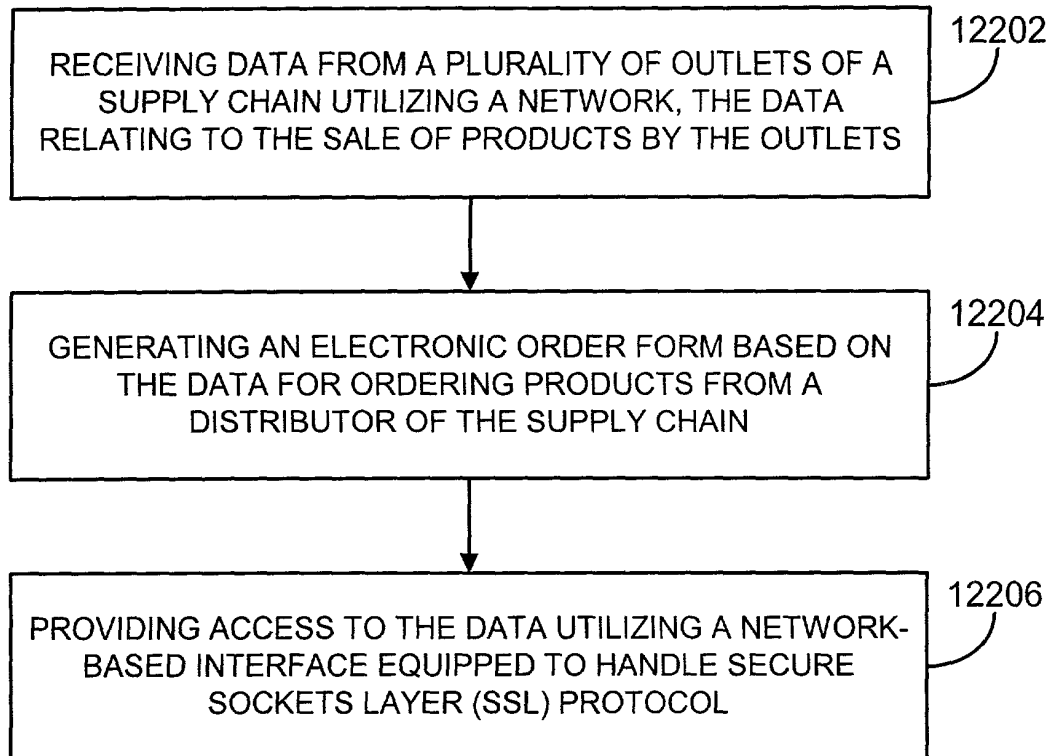 12202
RECEIVING DATA FROM A PLURALITY OF OUTLETS OF A
SUPPLY CHAIN UTILIZING A NETWORK, THE DATA
RELATING TO THE SALE OF PRODUCTS BY THE OUTLETS
12204
GENERATING AN ELECTRONIC ORDER FORM BASED ON
THE DATA FOR ORDERING PRODUCTS FROM A
DISTRIBUTOR OF THE SUPPLY CHAIN
12206
PROVIDING ACCESS TO THE DATA UTILIZING A NETWORK-
BASED INTERFACE EQUIPPED TO HANDLE SECURE
SOCKETS LAYER (SSL) PROTOCOL